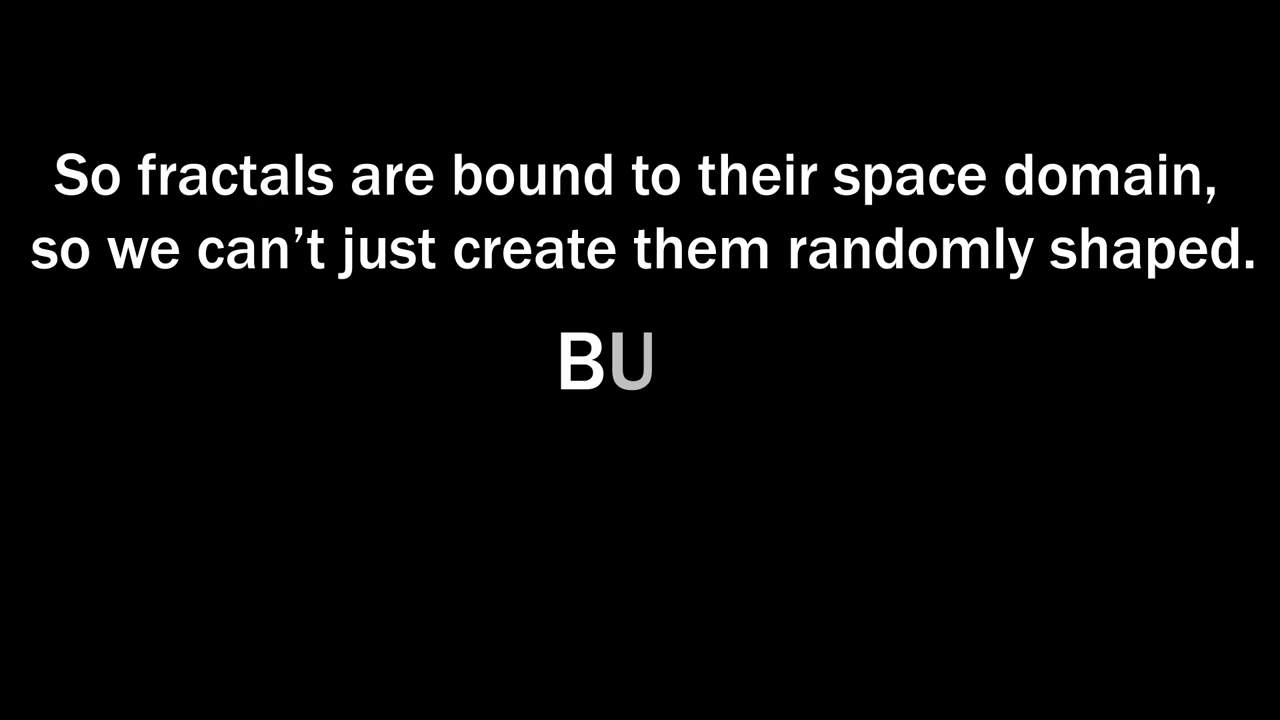 So fractals are bound to their space domain,
so we can’t just create them randomly shaped.
BU